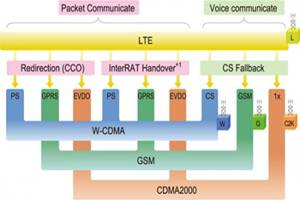 Packet Communicate
Voice communicate
LTE
L
Redirection (CCO)
InterRAT Handover*1
CS Fallback
PS
GPRS
EVDO
PS
GPRS
EVDO
CS
GSM
1x
W
G
C2K
W-CDMA
GSM
CDMA2000